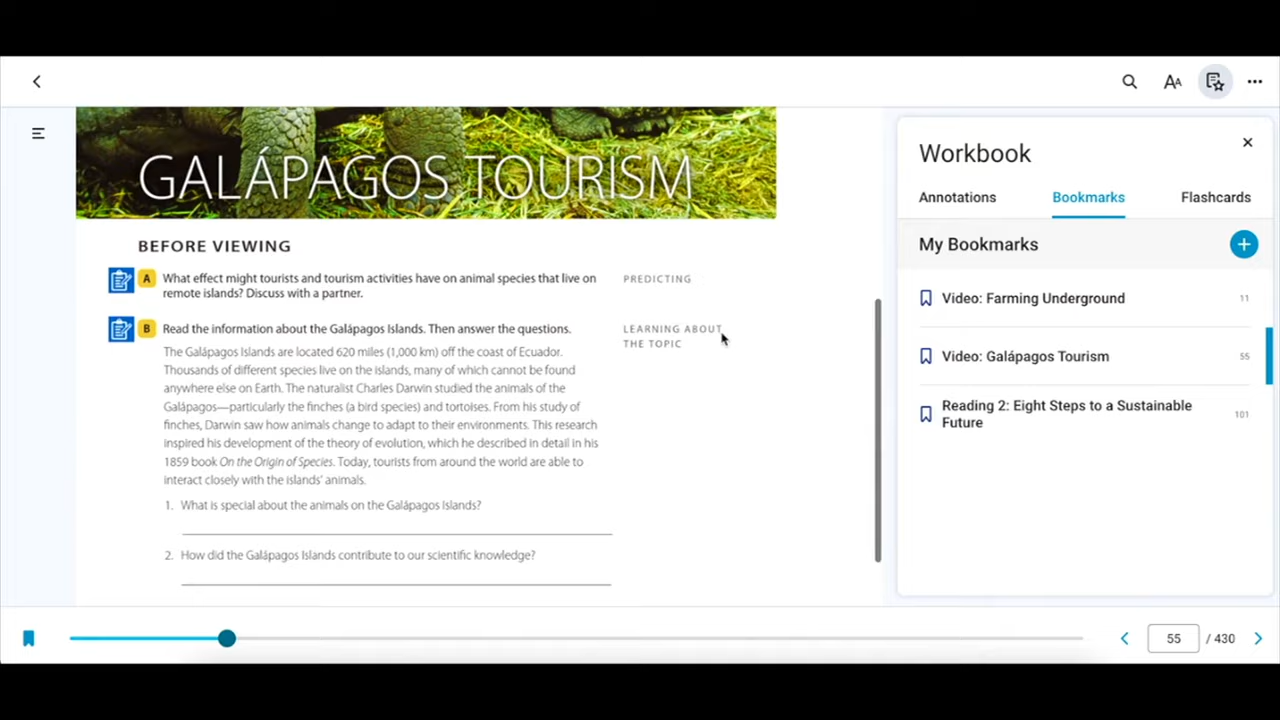 AA
GALÁPAGOS TOURISM
BEFORE VIEWING
A What effect might tourists and tourism activities have on animal species that live on
remote islands? Discuss with a partner.
PREDICTING
B Read the information about the Galápagos Islands. Then answer the questions.
LEARNING ABOUT
THE TOPIC
The Galápagos Islands are located 620 miles (1,000 km) off the coast of Ecuador.
Thousands of different species live on the islands, many of which cannot be found
anywhere else on Earth. The naturalist Charles Darwin studied the animals of the
Galápagos—particularly the finches (a bird species) and tortoises. From his study of
finches, Darwin saw how animals change to adapt to their environments. This research
inspired his development of the theory of evolution, which he described in detail in his
1859 book On the Origin of Species. Today, tourists from around the world are able to
interact closely with the islands' animals.
1. What is special about the animals on the Galápagos Islands?
2. How did the Galápagos Islands contribute to our scientific knowledge?
Workbook
Annotations Bookmarks Flashcards
My Bookmarks
Video: Farming Underground 11
Video: Galápagos Tourism 55
Reading 2: Eight Steps to a Sustainable
Future 101
55 / 430